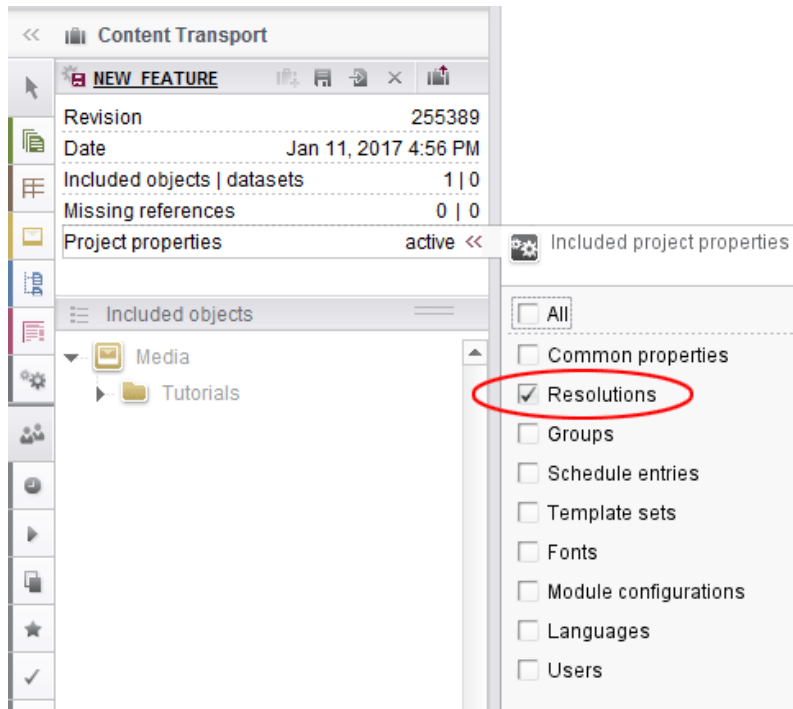 Content Transport
NEW FEATURE
Revision 255389
Date Jan 11, 2017 4:56 PM
Included objects | datasets 1 | 0
Missing references 0 | 0
Project properties active <<
Included objects
Media
Tutorials
Included project properties
All
Common properties
Resolutions
Groups
Schedule entries
Template sets
Fonts
Module configurations
Languages
Users